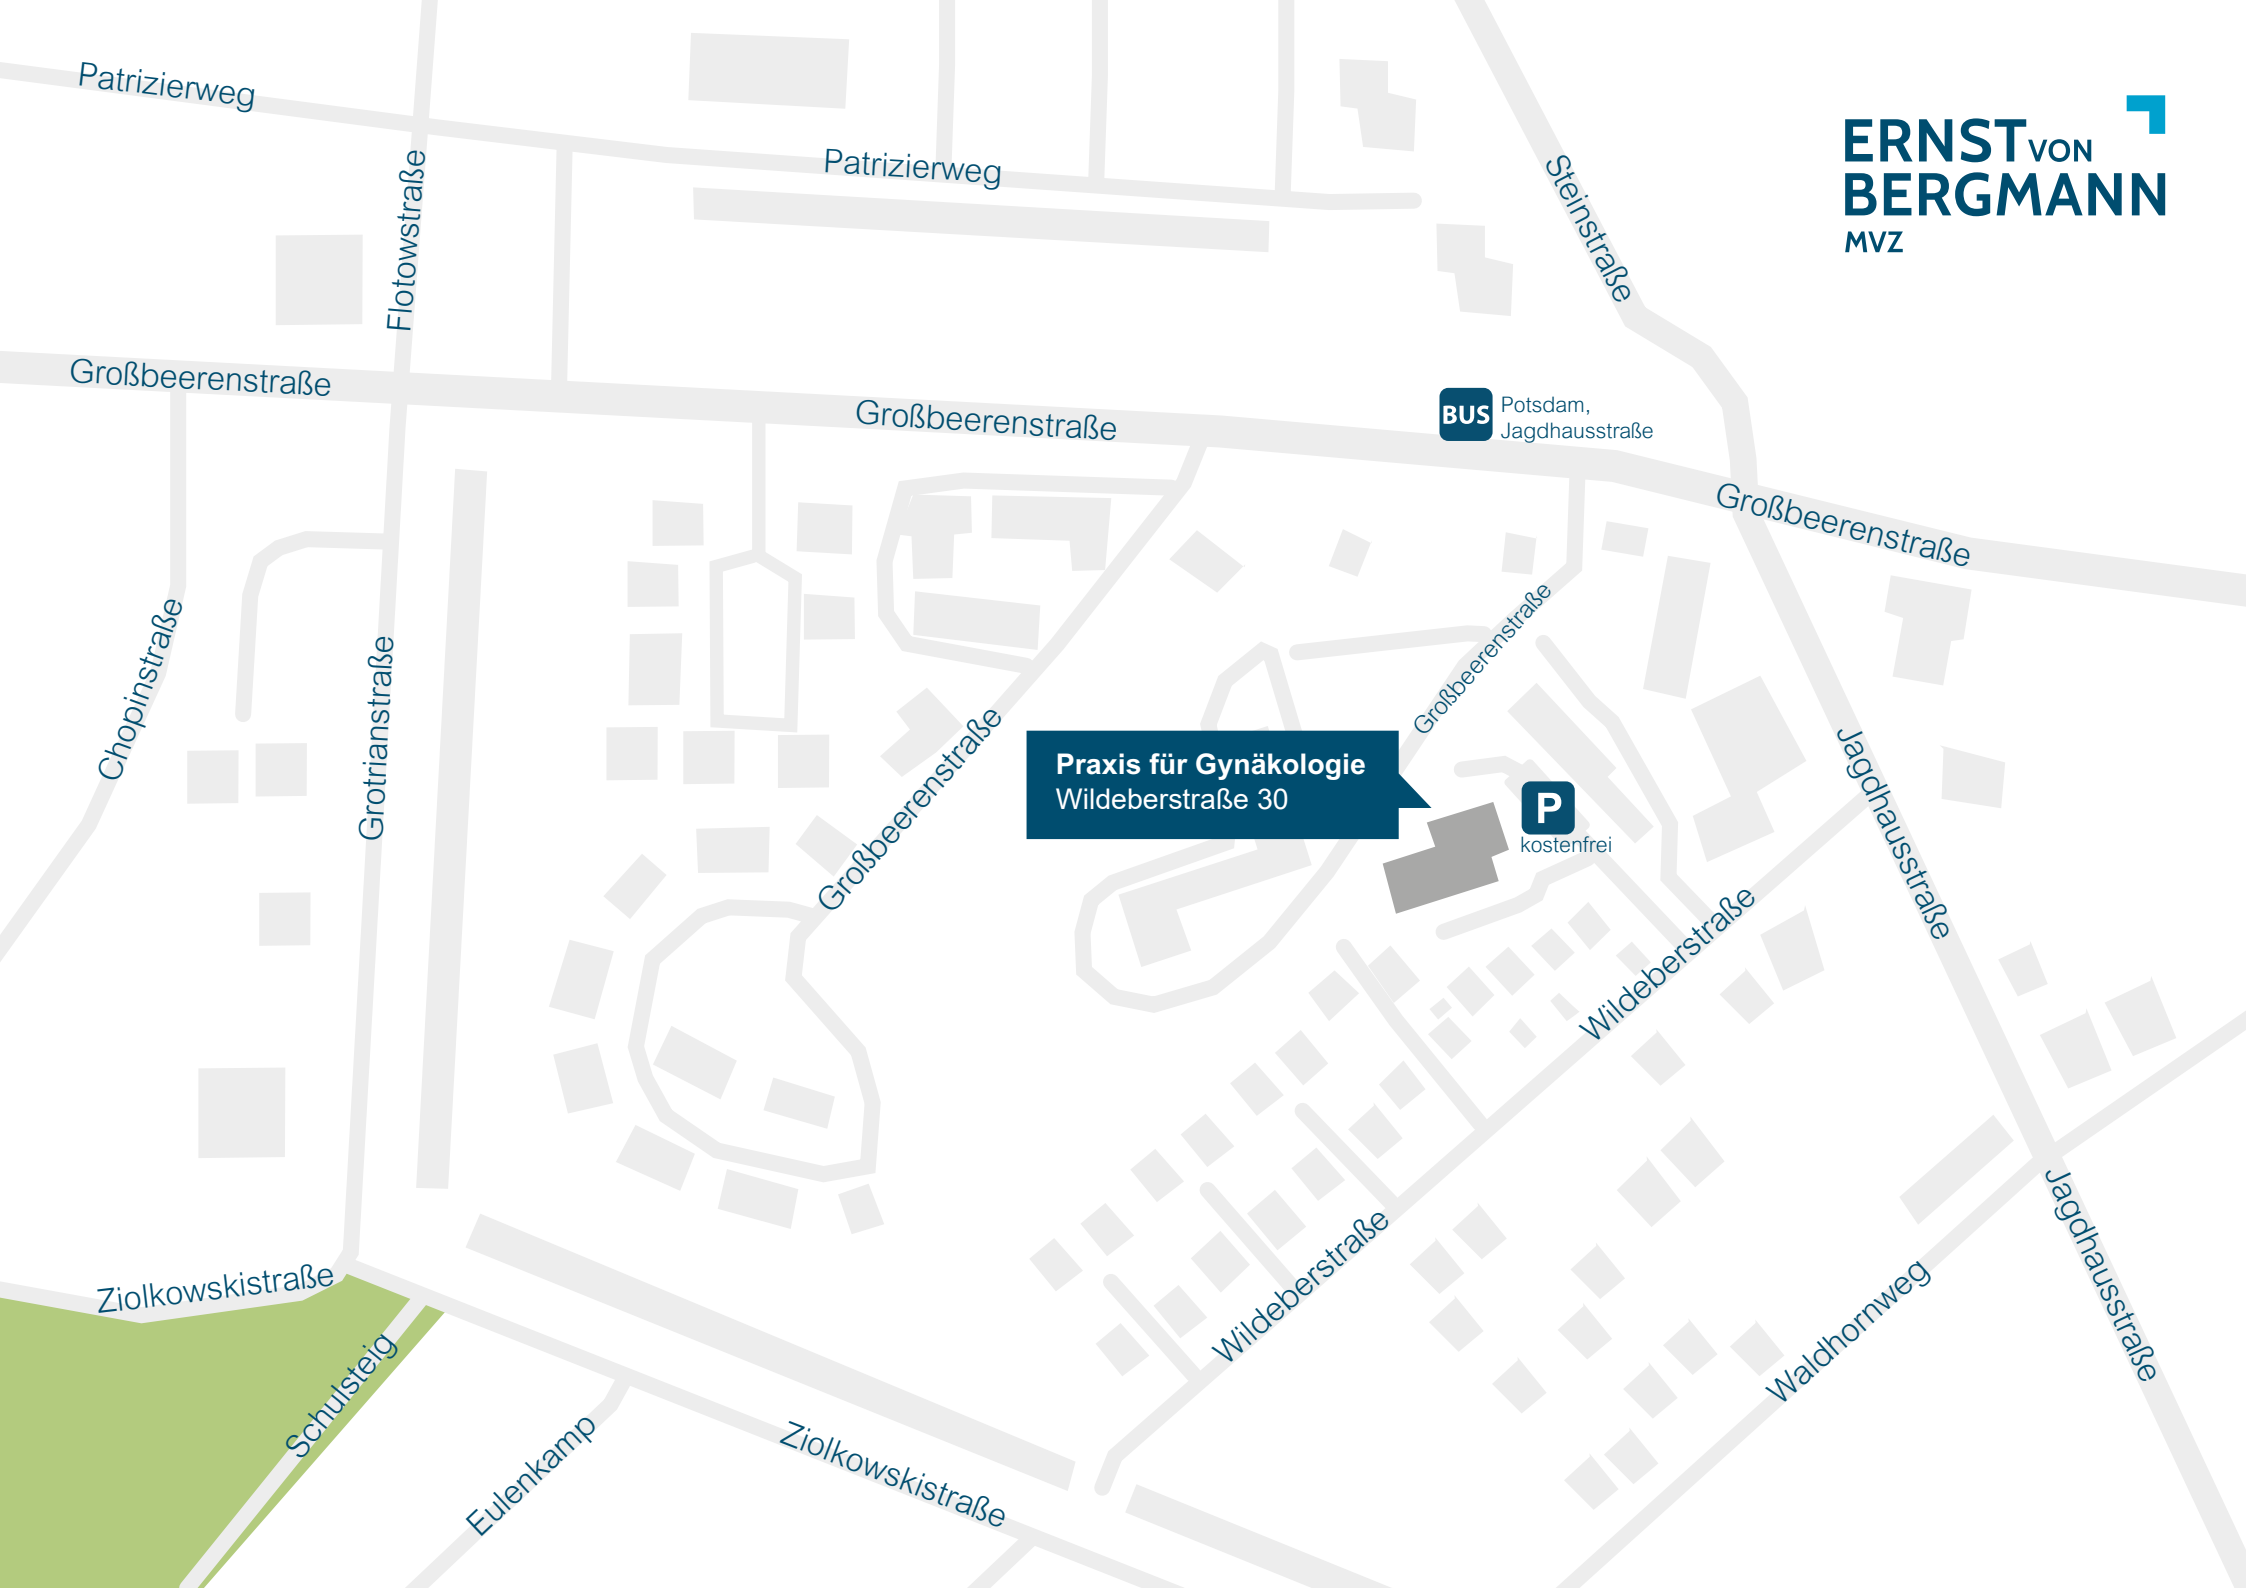 Patrizierweg
ERNST VON
BERGMANN
MVZ
Patrizierweg
Flotowstraße
Steinstraße
Großbeerenstraße
Großbeerenstraße
BUS
Potsdam,
Jagdhausstraße
Großbeerenstraße
Chopinstraße
Grotrianstraße
Großbeerenstraße
Großbeerenstraße
Praxis für Gynäkologie
Wildeberstraße 30
P
kostenfrei
Jagdhausstraße
Wildeberstraße
Ziolkowskistraße
Wildeberstraße
Jagdhausstraße
Waldhornweg
Schulsteig
Eulenkamp
Ziolkowskistraße